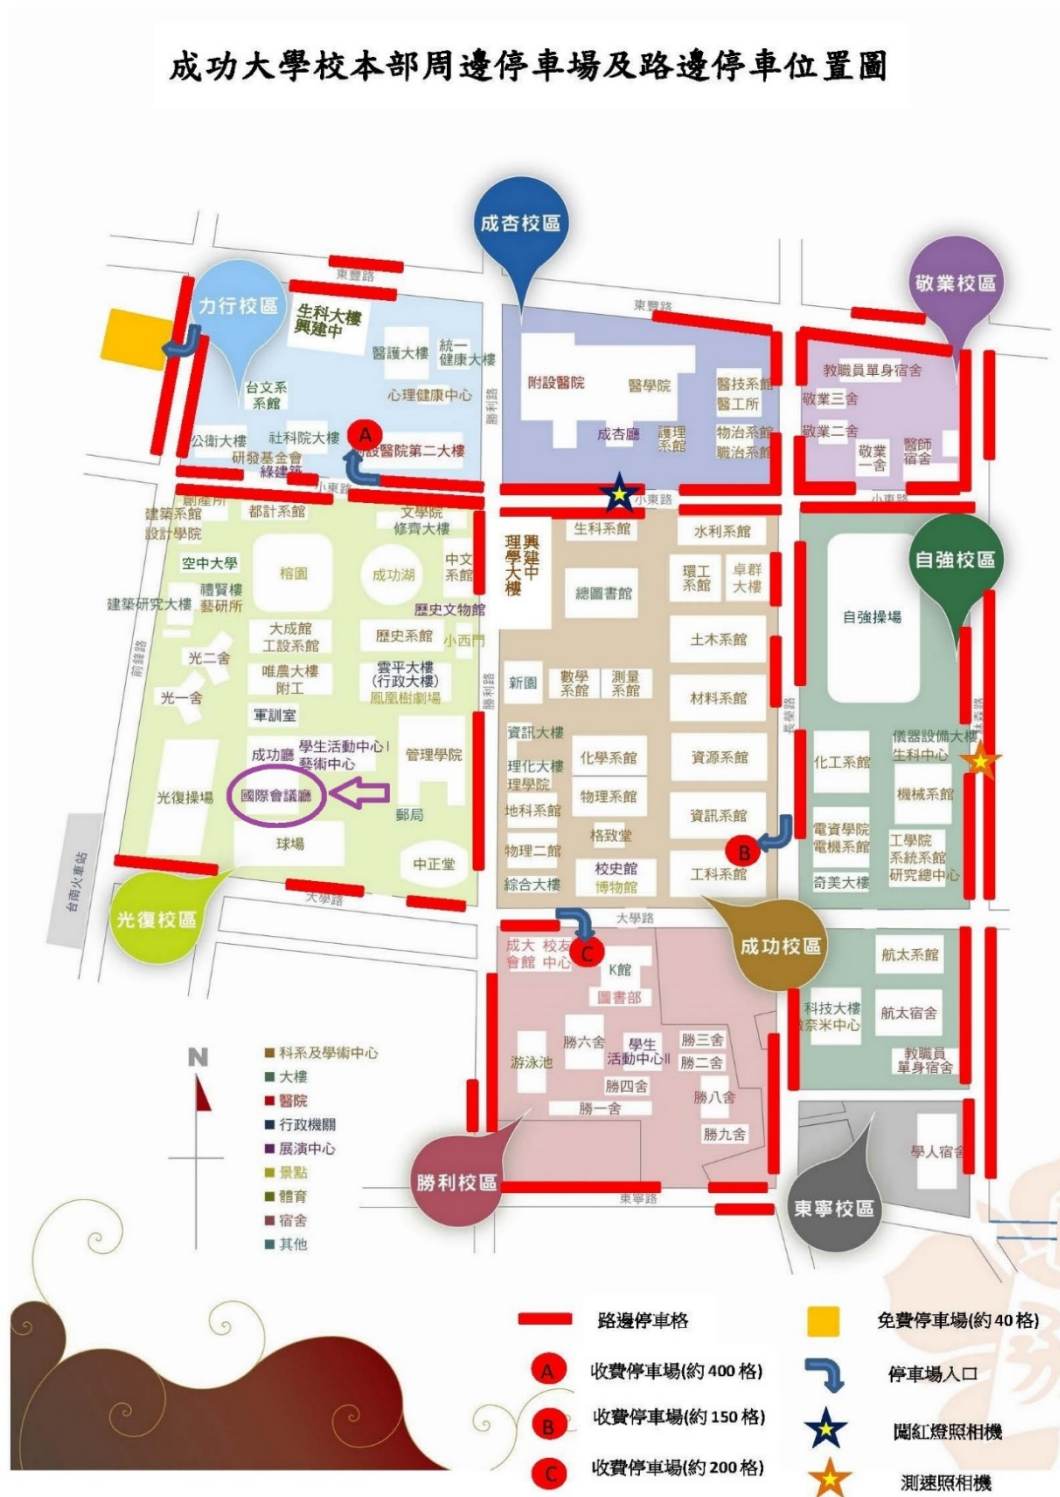 成功大學校本部周邊停車場及路邊停車位置圖
成杏校區
東豐路
力行校區
敬業校區
東豐路
生科大樓
興建中
醫護大樓
統一
健康大樓
心理健康中心
台文系
系館
公衛大樓
社科院大樓
研發基金會
綠建築
A
設醫院第二大樓
勝利路
附設醫院
醫學院
醫技系館
醫工所
成杏廳
護理
系館
物治系館
職治系館
教職員單身宿舍
敬業三舍
敬業二舍
敬業
一舍
醫師
宿舍
小東路
小東路
小東路
創產所
建築系館
設計學院
都計系館
文學院
修齊大樓
空中大學
榕園
成功湖
中文
系館
禮賢樓
藝研所
建築研究大樓
歷史文物館
大成館
工設系館
歷史系館
小西門
光二舍
唯農大樓
附工
雲平大樓
(行政大樓)
鳳凰樹劇場
光一舍
軍訓室
前鋒路
勝利路
成功廳
學生活動中心I
藝術中心
管理學院
光復操場
國際會議廳
郵局
球場
中正堂
台南火車站
光復校區
大學路
理學大樓
興建中
生科系館
水利系館
總圖書館
環工
系館
卓群
大樓
土木系館
新園
數學
系館
測量
系館
材料系館
資訊大樓
化學系館
資源系館
理化大樓
理學院
物理系館
地科系館
資訊系館
格致堂
B
物理二館
校史館
博物館
工科系館
綜合大樓
大學路
成功校區
長榮路
自強校區
自強操場
林森路
儀器設備大樓
生科中心
化工系館
機械系館
電資學院
電機系館
工學院
系統系館
研究總中心
奇美大樓
成大
會館
校友
中心
C
K館
圖書部
勝六舍
學生
活動中心II
勝三舍
勝二舍
游泳池
勝四舍
勝八舍
勝一舍
勝九舍
勝利校區
東寧路
航太系館
科技大樓
奈米中心
航太宿舍
教職員
單身宿舍
學人宿舍
東寧校區
N
科系及學術中心
大樓
醫院
行政機關
展演中心
景點
體育
宿舍
其他
路邊停車格
免費停車場(約40格)
A
收費停車場(約400格)
停車場入口
B
收費停車場(約150格)
闖紅燈照相機
C
收費停車場(約200格)
測速照相機